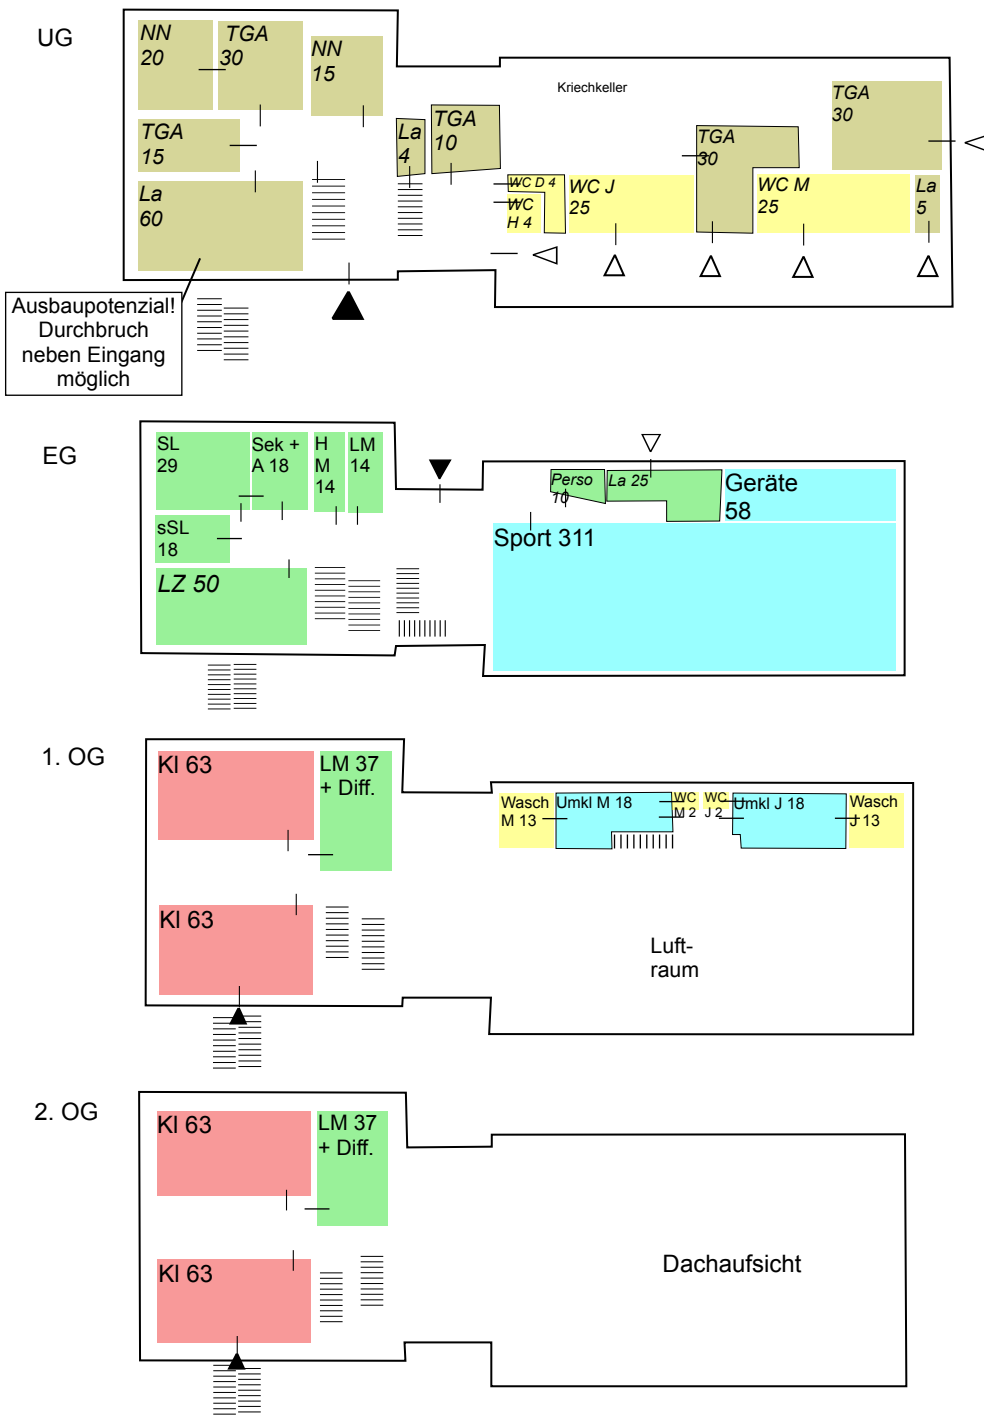 UG
NN
20
TGA
30
NN
15
TGA
15
La
60
La
4
TGA
10
Kriechkeller
WC D 4
WC
H 4
WC J
25
TGA
30
WC M
25
TGA
30
La
5
Ausbaupotenzial!
Durchbruch
neben Eingang
möglich
EG
SL
29
Sek +
A 18
H
M
14
LM
14
sSL
18
LZ 50
Perso
10
La 25
Geräte
58
Sport 311
1. OG
Kl 63
LM 37
+ Diff.
Kl 63
Wasch
M 13
Umkl M 18
WC
M 2
WC
J 2
Umkl J 18
Wasch
J 13
Luft-
raum
2. OG
Kl 63
LM 37
+ Diff.
Kl 63
Dachaufsicht